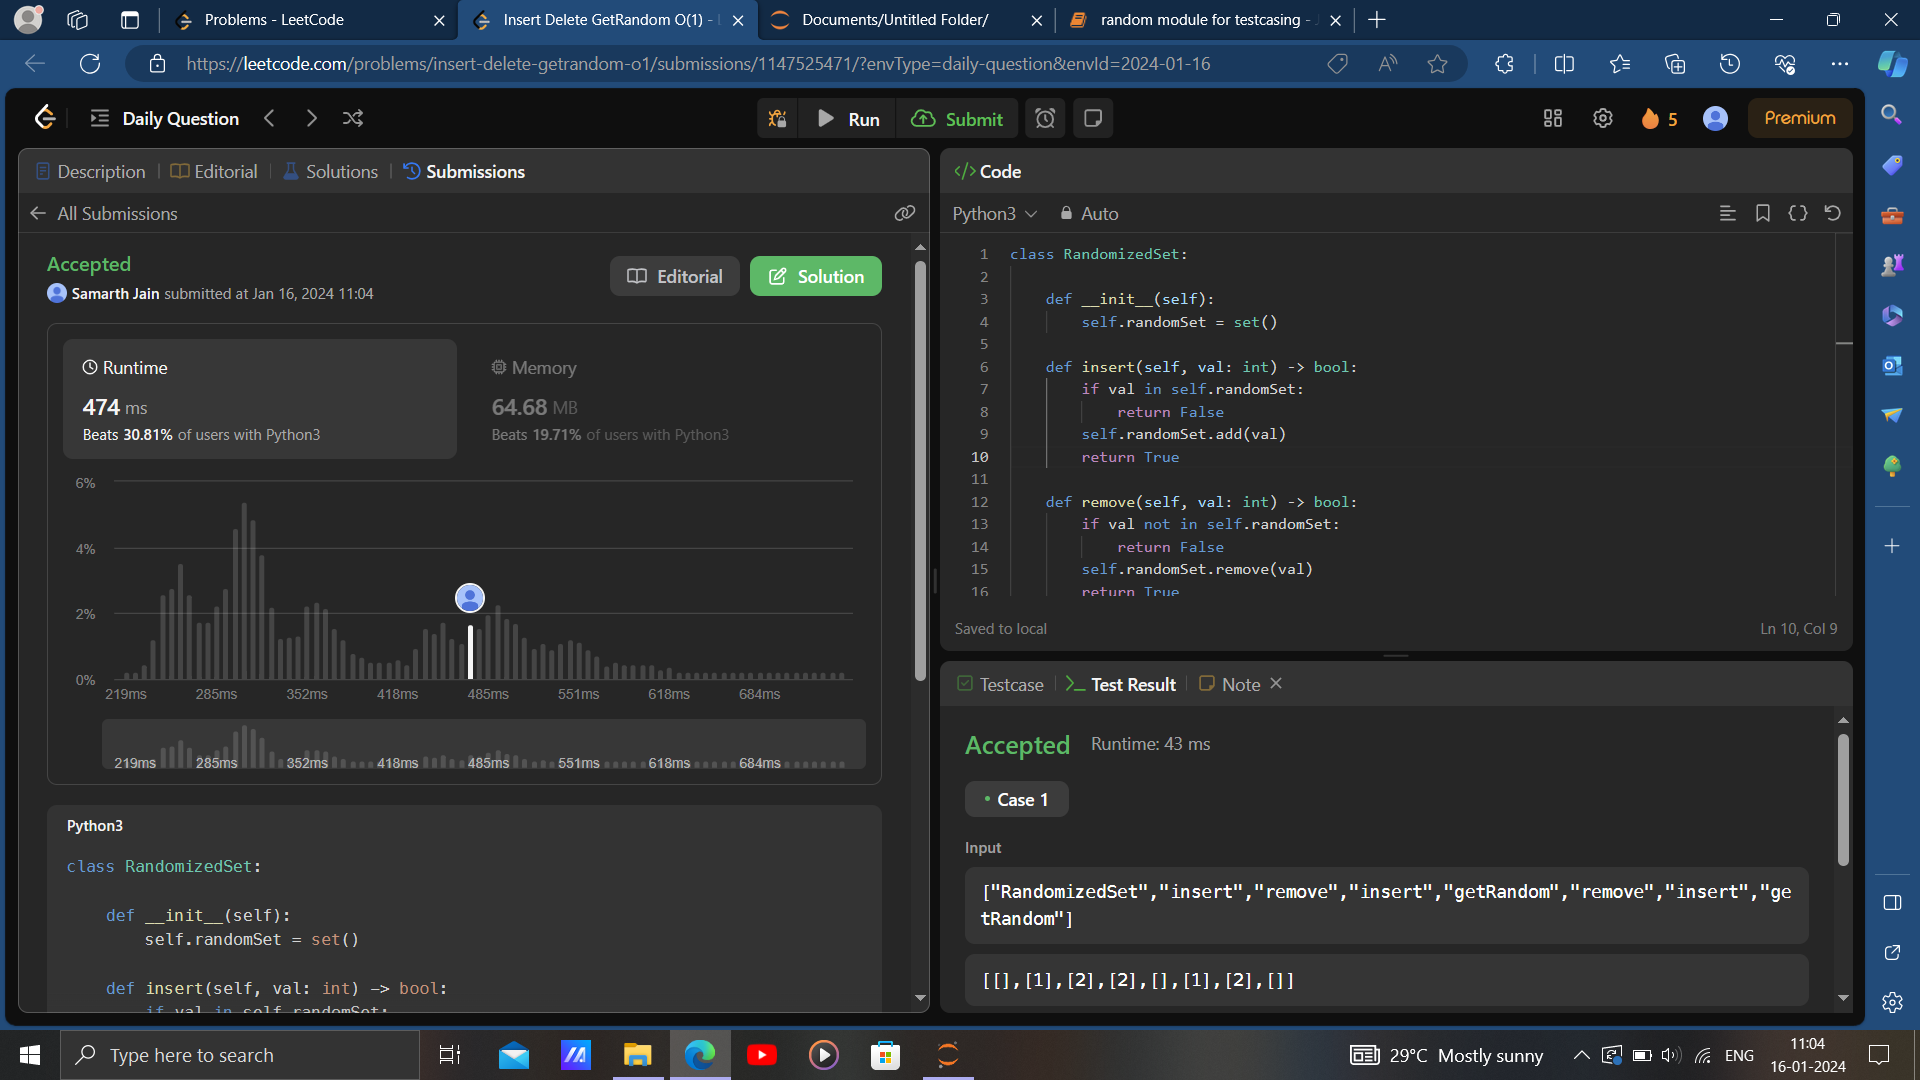 Problems - LeetCode
Insert Delete GetRandom O(1) -
Documents/Untitled Folder/
random module for testcasing -
https://leetcode.com/problems/insert-delete-getrandom-o1/submissions/1147525471/?envType=daily-question&envId=2024-01-16
Daily Question
Run
Submit
5
Premium
Description
Editorial
Solutions
Submissions
All Submissions
Accepted
Samarth Jain submitted at Jan 16, 2024 11:04
Editorial
Solution
Runtime
474 ms
Beats 30.81% of users with Python3
Memory
64.68 MB
Beats 19.71% of users with Python3
6%
4%
2%
0%
219ms 285ms 352ms 418ms 485ms 551ms 618ms 684ms
219ms 285ms 352ms 418ms 485ms 551ms 618ms 684ms
Python3
class RandomizedSet:
def __init__(self):
self.randomSet = set()
def insert(self, val: int) -> bool:
if val in self.randomSet:
</> Code
Python3
Auto
1 class RandomizedSet:
2
3 def __init__(self):
4 self.randomSet = set()
5
6 def insert(self, val: int) -> bool:
7 if val in self.randomSet:
8 return False
9 self.randomSet.add(val)
10 return True
11
12 def remove(self, val: int) -> bool:
13 if val not in self.randomSet:
14 return False
15 self.randomSet.remove(val)
16 return True
Saved to local
Ln 10, Col 9
Testcase
Test Result
Note
Accepted
Runtime: 43 ms
• Case 1
Input
["RandomizedSet","insert","remove","insert","getRandom","remove","insert","ge
tRandom"]
[[],[1],[2],[2],[],[1],[2],[]]
Type here to search
29°C Mostly sunny
ENG
11:04
16-01-2024